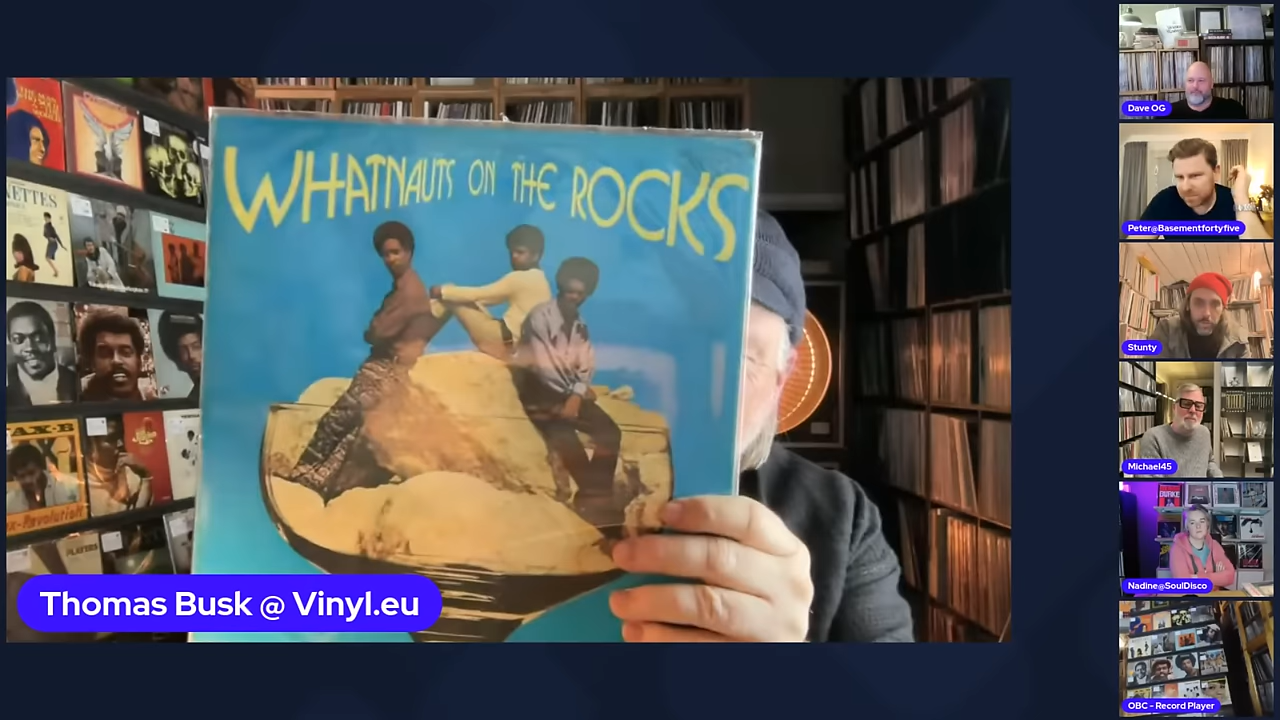 WHATNAUTS ON THE ROCKS
Thomas Busk @ Vinyl.eu
Dave OG
Peter@Basementfortyfive
Stunty
Michael45
Nadine@SoulDisco
OBC - Record Player